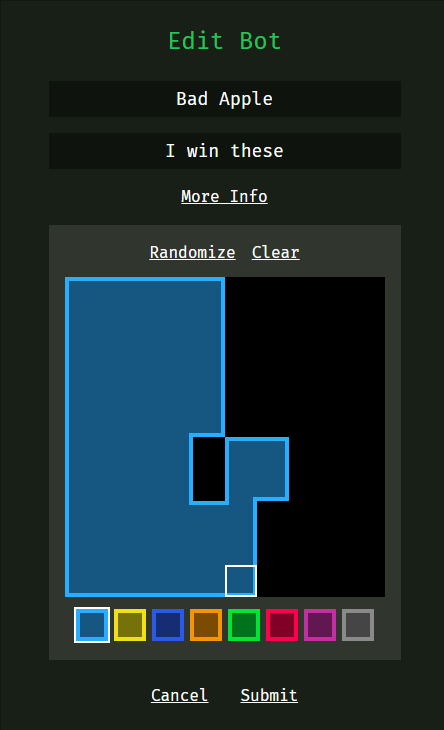 Edit Bot
Bad Apple
I win these
More Info
Randomize Clear
Cancel Submit